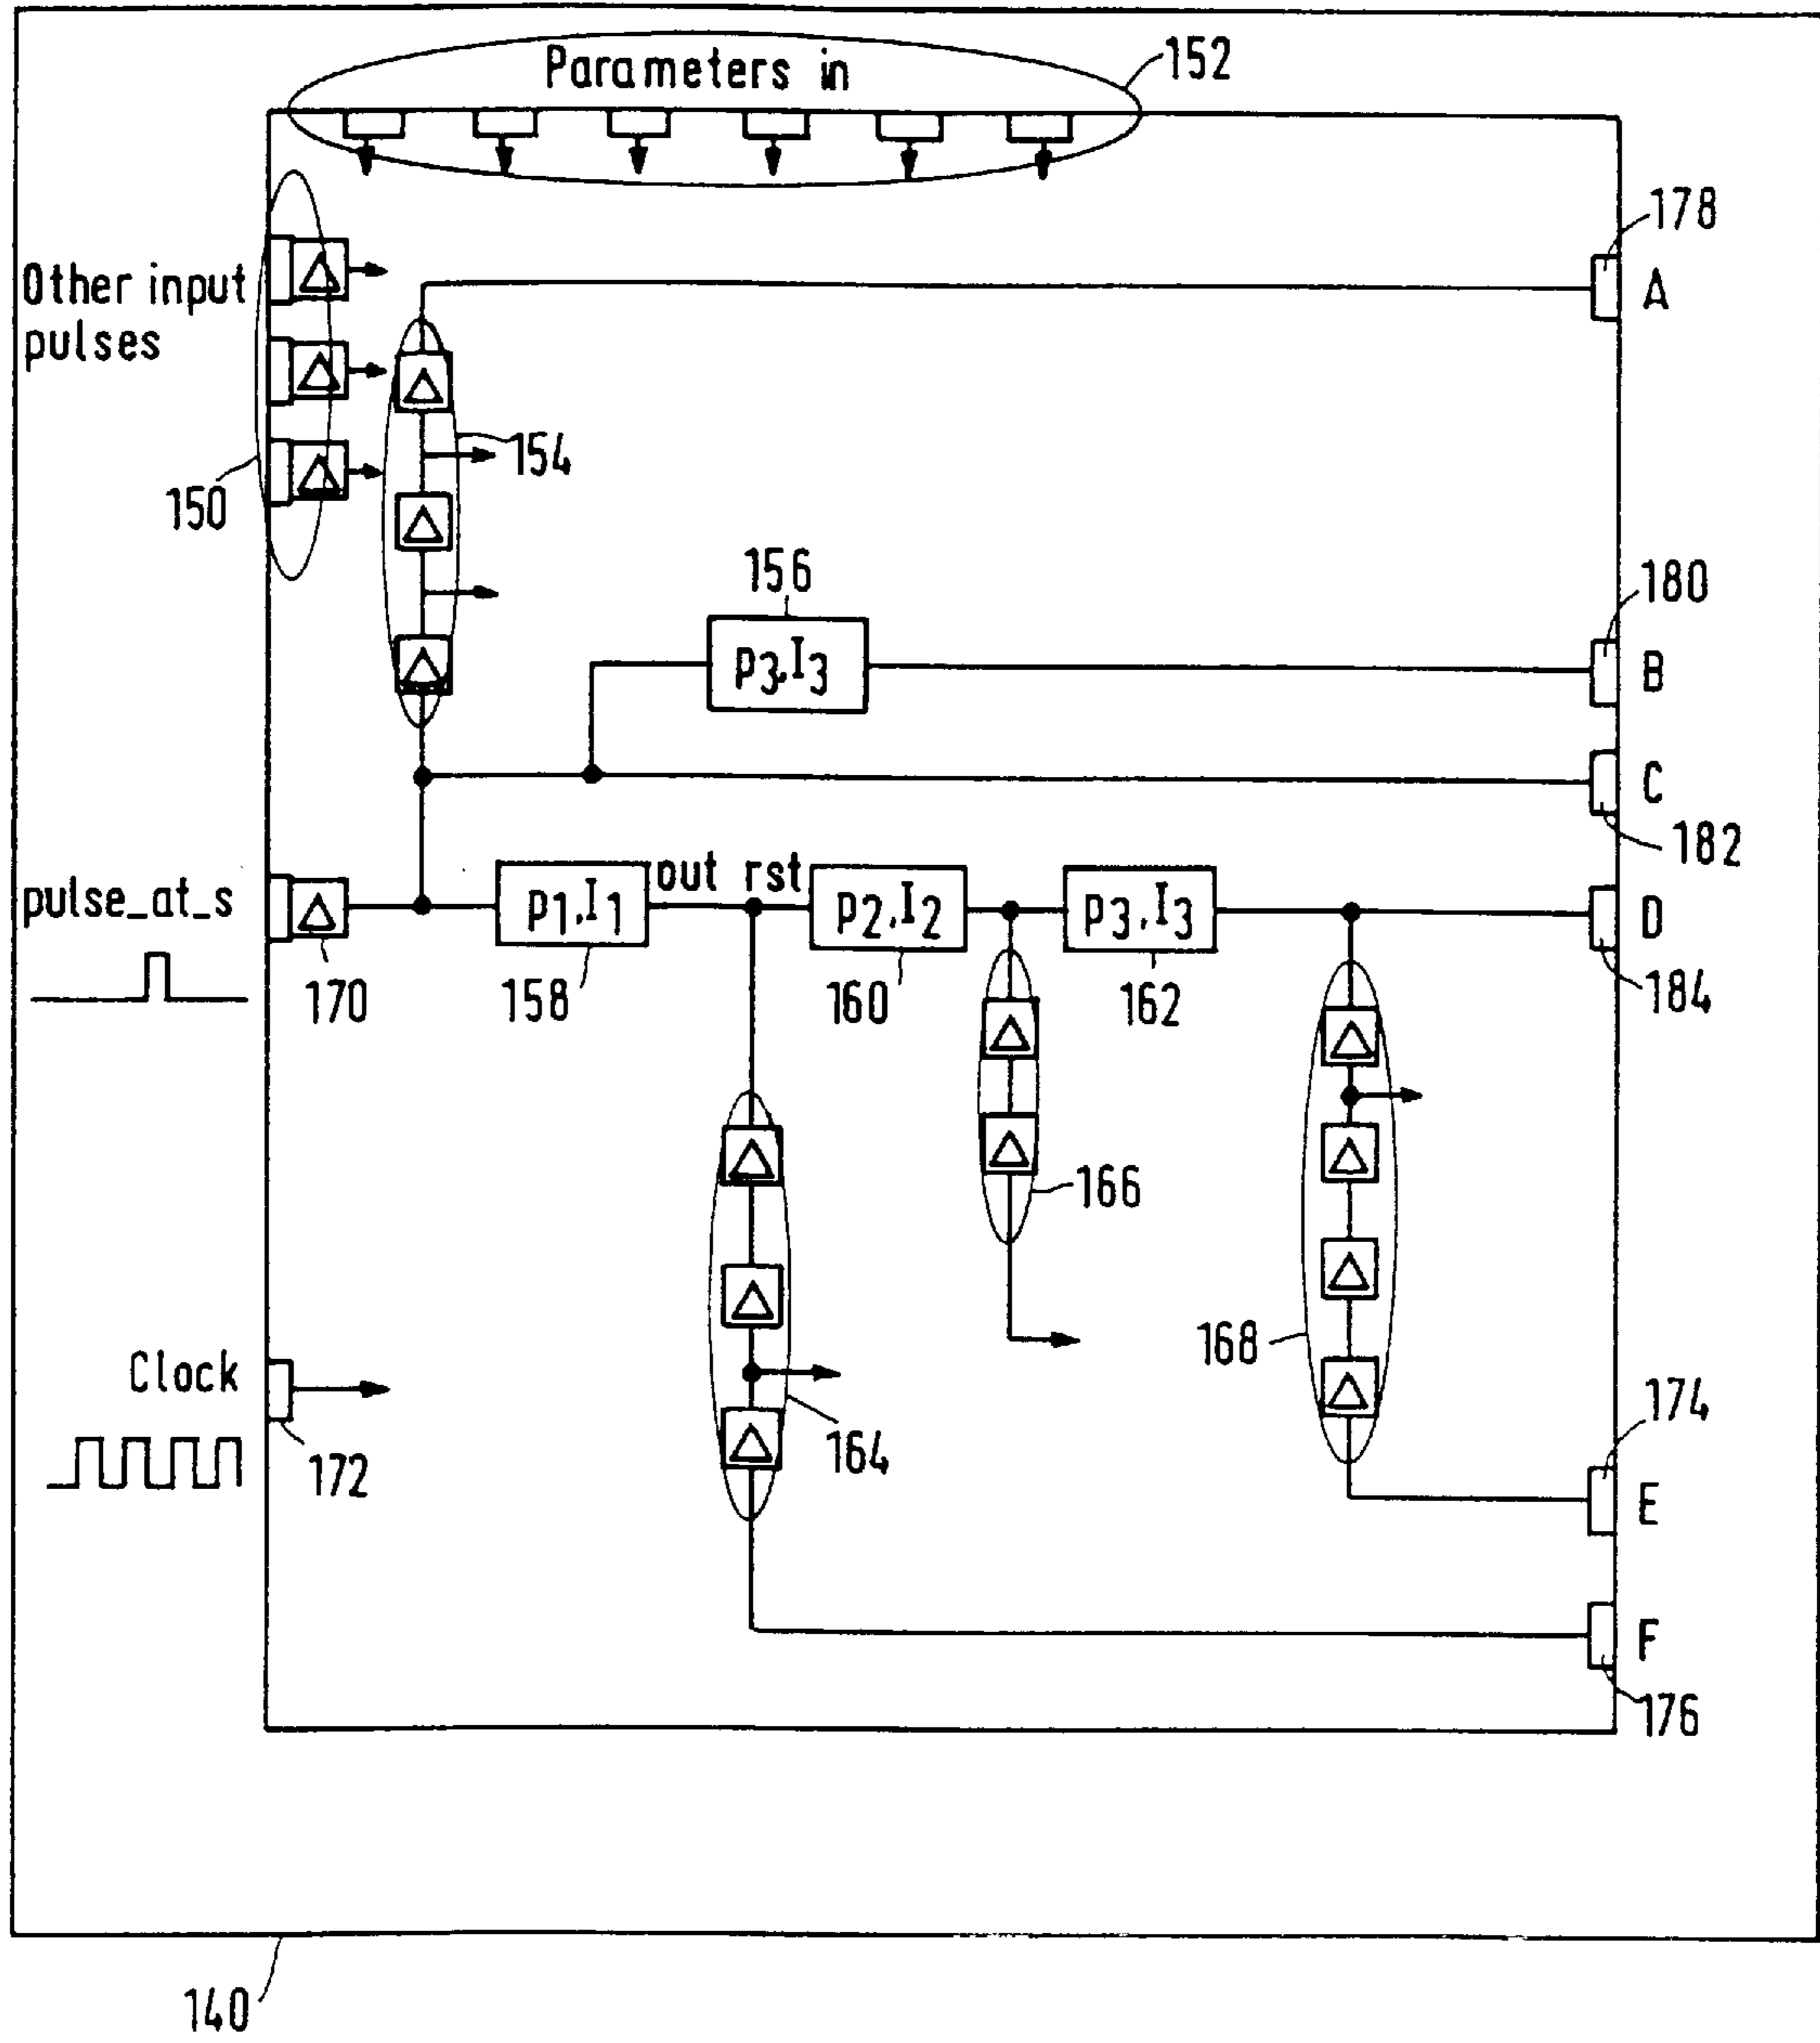 Parameters in
152
178
Other input
pulses
A
154
150
156
180
p3,I3
B
C
182
pulse_at_s
p1,I1
out rst
p2,I2
p3,I3
D
170
158
160
162
184
166
168
Clock
174
172
164
E
F
176
140